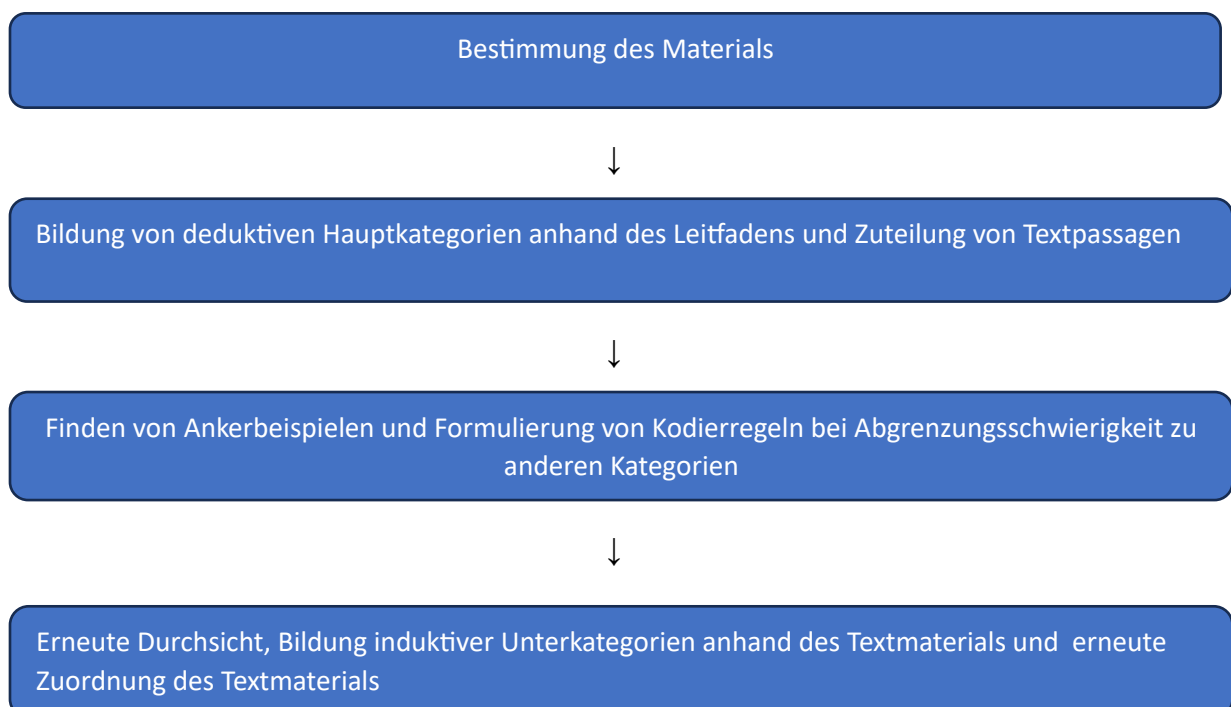 Bestimmung des Materials
↓
Bildung von deduktiven Hauptkategorien anhand des Leitfadens und Zuteilung von Textpassagen
↓
Finden von Ankerbeispielen und Formulierung von Kodierregeln bei Abgrenzungsschwierigkeit zu
anderen Kategorien
↓
Erneute Durchsicht, Bildung induktiver Unterkategorien anhand des Textmaterials und  erneute
Zuordnung des Textmaterials